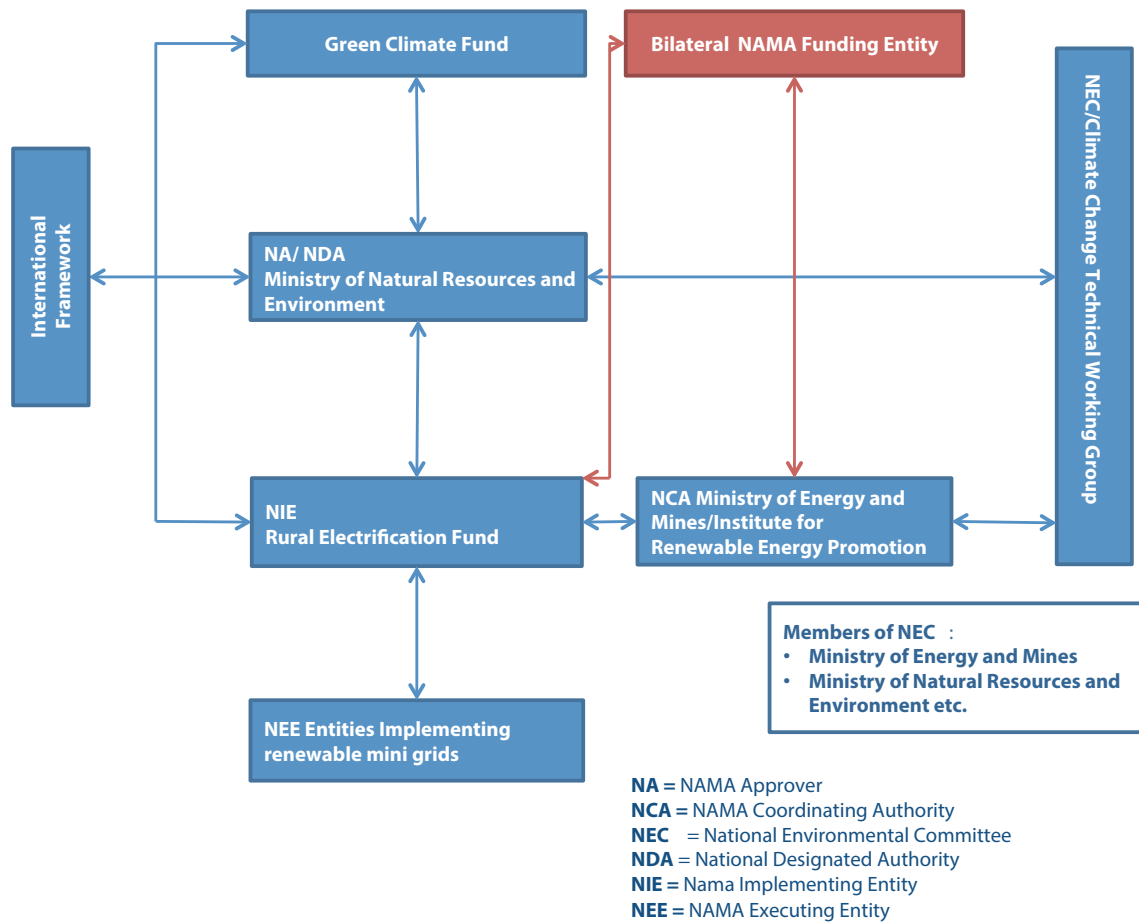 Green Climate Fund
Bilateral NAMA Funding Entity
International
Framework
NEC/Climate Change Technical Working Group
NA/ NDA
Ministry of Natural Resources and
Environment
NIE
Rural Electrification Fund
NCA Ministry of Energy and
Mines/Institute for
Renewable Energy Promotion
NEE Entities Implementing
renewable mini grids
Members of NEC :
• Ministry of Energy and Mines
• Ministry of Natural Resources and
Environment etc.
NA = NAMA Approver
NCA = NAMA Coordinating Authority
NEC = National Environmental Committee
NDA = National Designated Authority
NIE = Nama Implementing Entity
NEE = NAMA Executing Entity